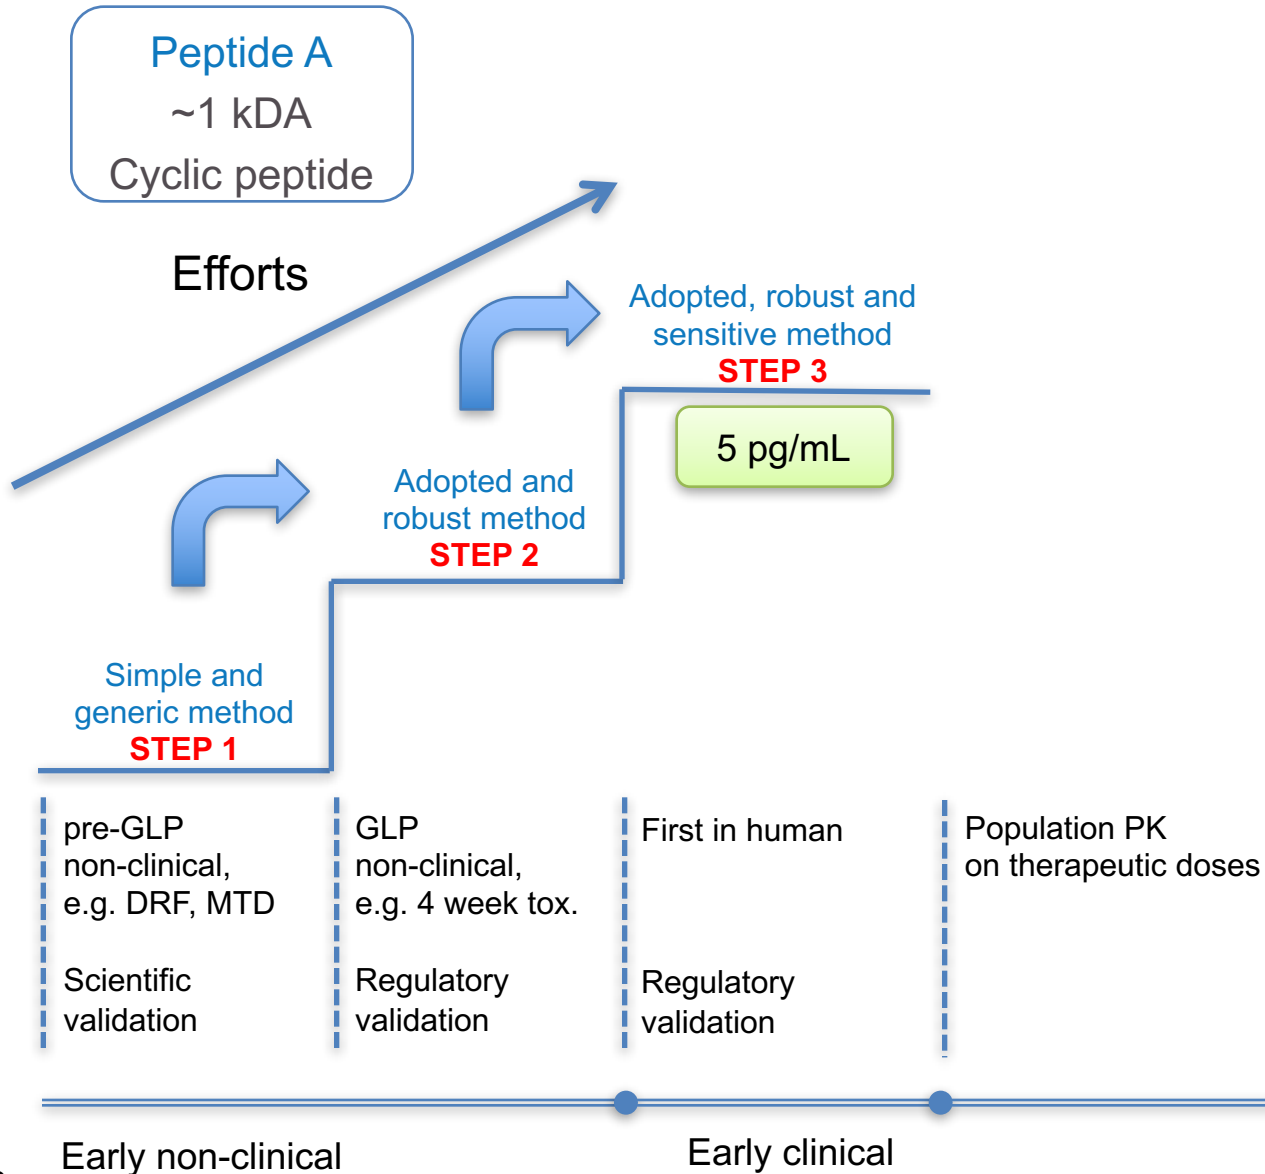 Peptide A
~1 kDA
Cyclic peptide
Efforts
Adopted, robust and
sensitive method
STEP 3
5 pg/mL
Adopted and
robust method
STEP 2
Simple and
generic method
STEP 1
pre-GLP
non-clinical,
e.g. DRF, MTD
Scientific
validation
GLP
non-clinical,
e.g. 4 week tox.
Regulatory
validation
First in human
Regulatory
validation
Population PK
on therapeutic doses
Early non-clinical
Early clinical